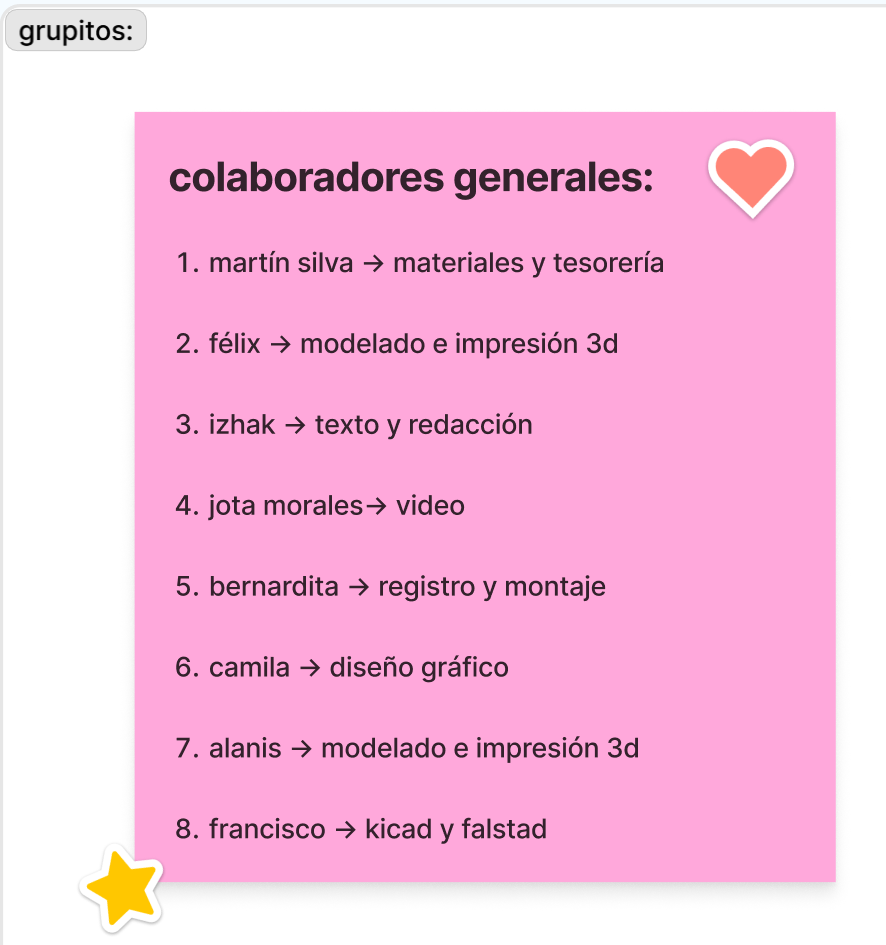 grupitos:
colaboradores generales:
1. martín silva → materiales y tesorería
2. félix → modelado e impresión 3d
3. izhak → texto y redacción
4. jota morales→ video
5. bernardita → registro y montaje
6. camila → diseño gráfico
7. alanis → modelado e impresión 3d
8. francisco → kicad y falstad